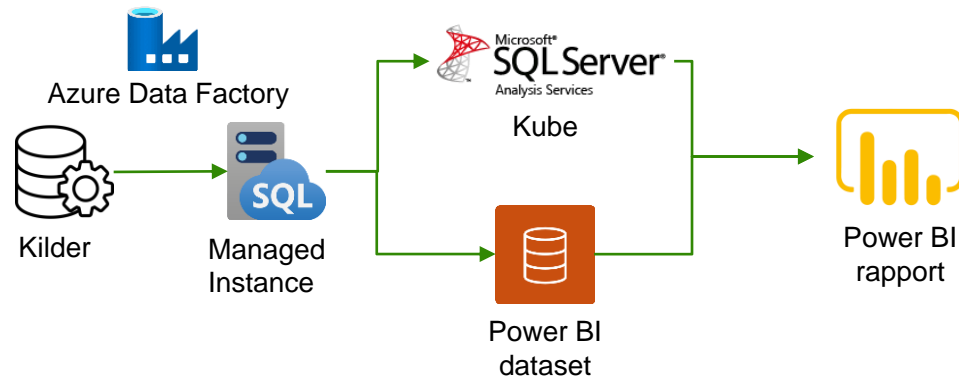 Azure Data Factory
Microsoft®
SQL Server®
Analysis Services
Kube
Kilder
SQL
Managed
Instance
Power BI
dataset
Power BI
rapport